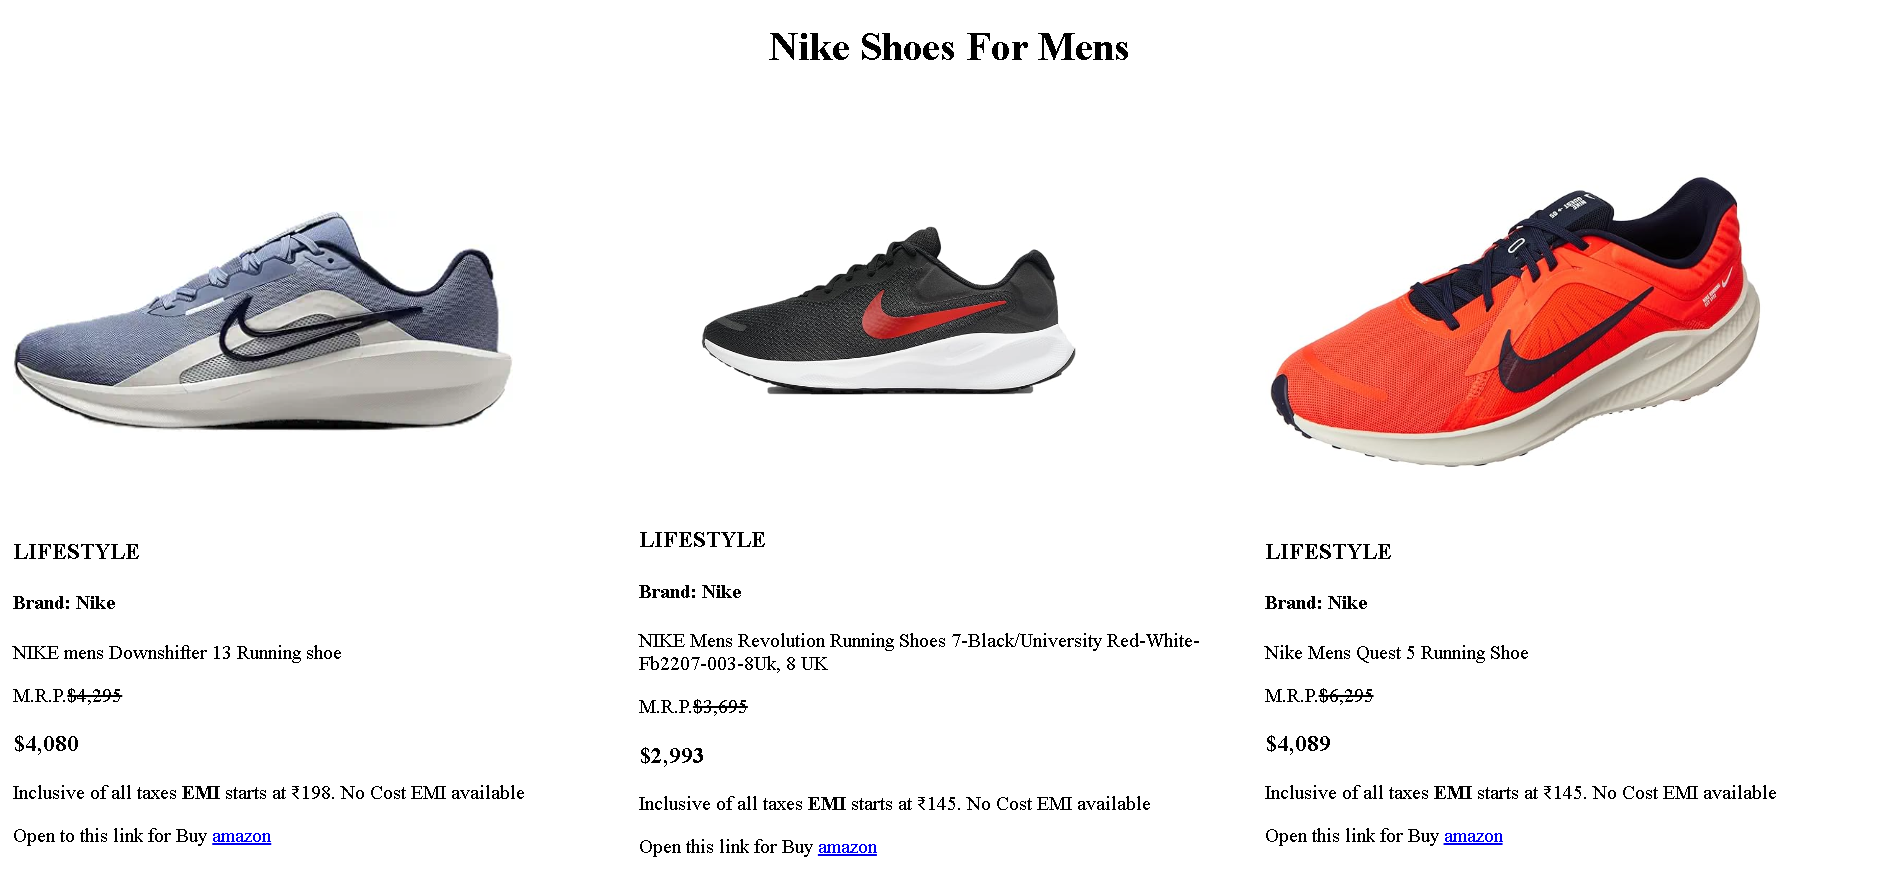 Nike Shoes For Mens
LIFESTYLE
Brand: Nike
NIKE mens Downshifter 13 Running shoe
M.R.P.$4,295
$4,080
Inclusive of all taxes EMI starts at ₹198. No Cost EMI available
Open to this link for Buy amazon
LIFESTYLE
Brand: Nike
NIKE Mens Revolution Running Shoes 7-Black/University Red-White-
Fb2207-003-8Uk, 8 UK
M.R.P.$3,695
$2,993
Inclusive of all taxes EMI starts at ₹145. No Cost EMI available
Open this link for Buy amazon
NIKE
QUEST + 05
LIFESTYLE
Brand: Nike
Nike Mens Quest 5 Running Shoe
M.R.P.$6,295
$4,089
Inclusive of all taxes EMI starts at ₹145. No Cost EMI available
Open this link for Buy amazon